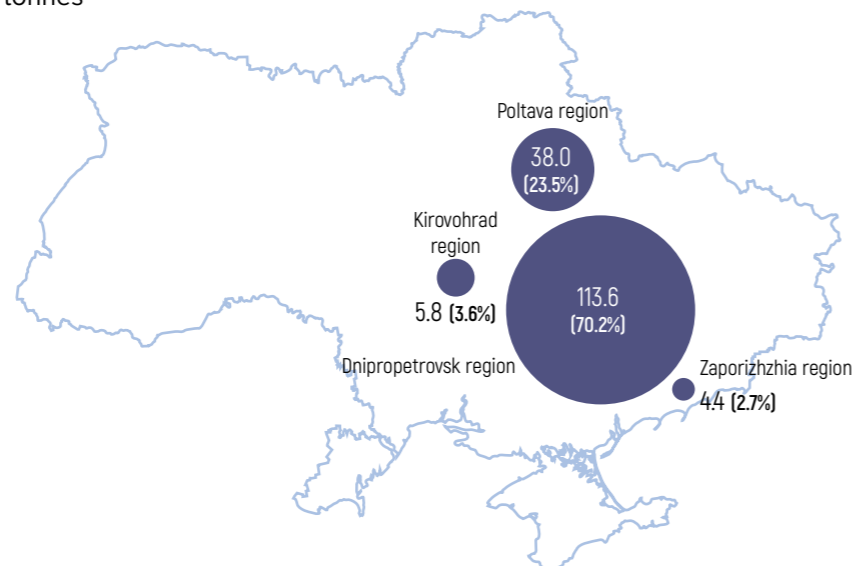 tonnes
Poltava region
38.0
(23.5%)
Kirovohrad
region
5.8 (3.6%)
113.6
(70.2%)
Dnipropetrovsk region
Zaporizhzhia region
4.4 (2.7%)